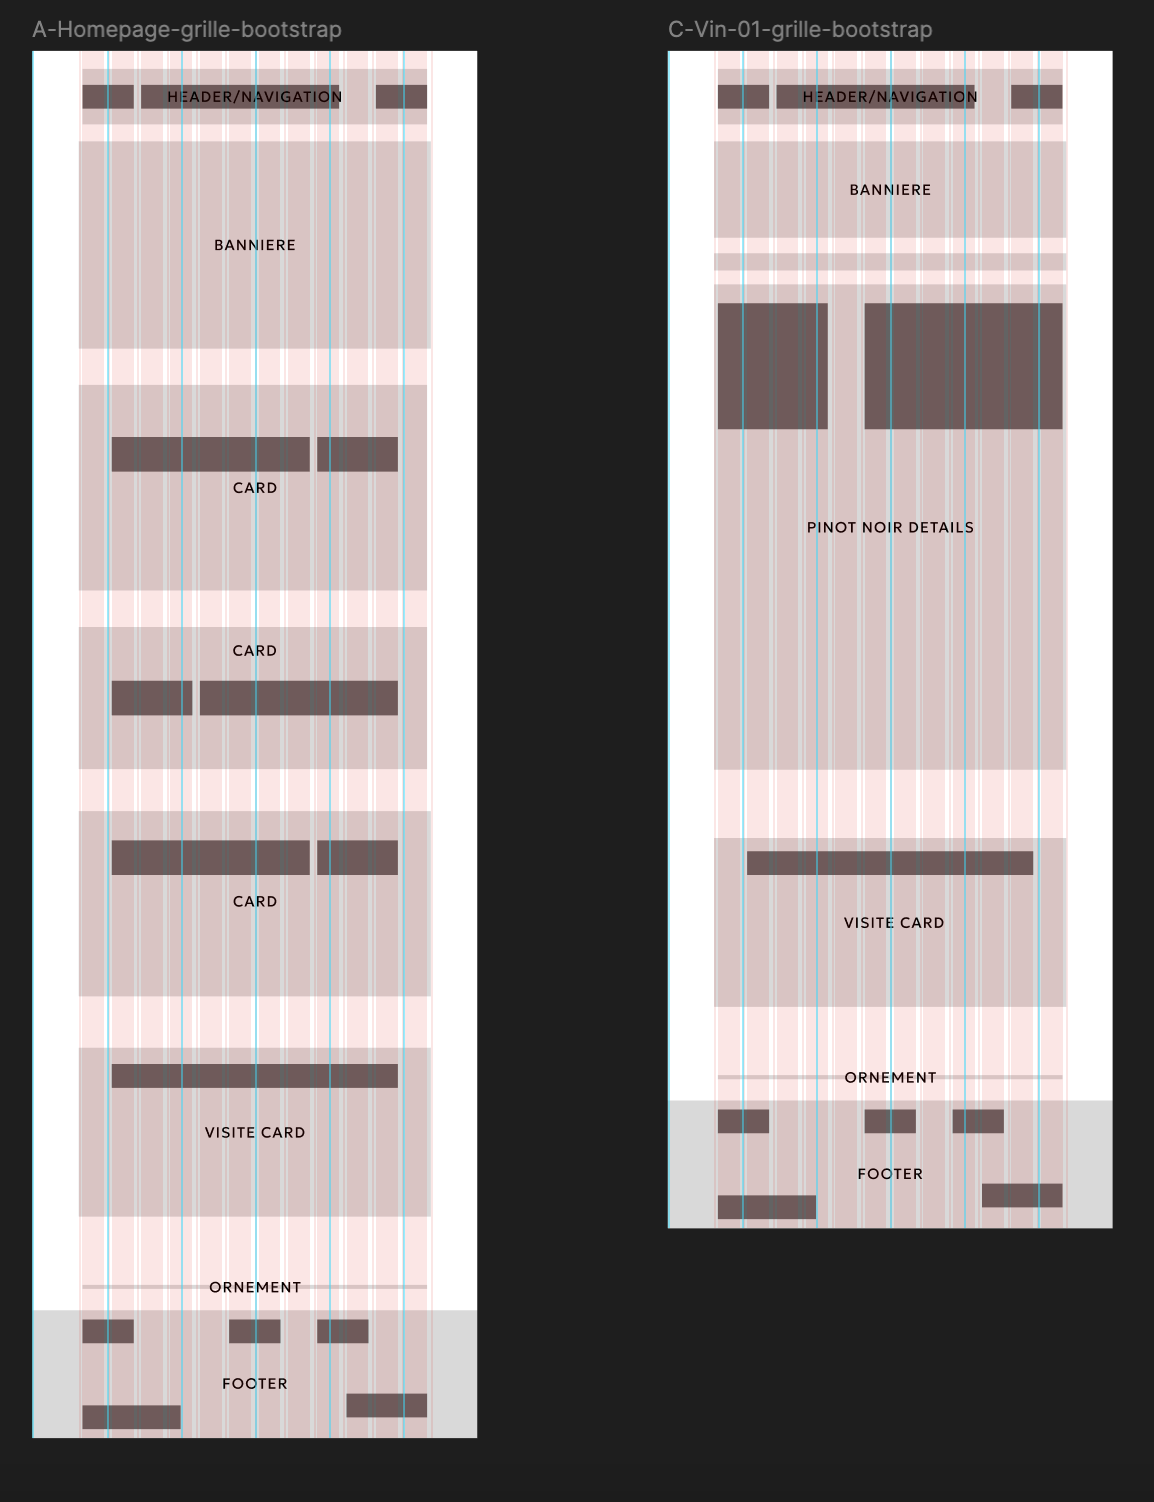 A-Homepage-grille-bootstrap
HEADER/NAVIGATION
BANNIERE
CARD
CARD
CARD
VISITE CARD
ORNEMENT
FOOTER
C-Vin-01-grille-bootstrap
HEADER/NAVIGATION
BANNIERE
PINOT NOIR DETAILS
VISITE CARD
ORNEMENT
FOOTER